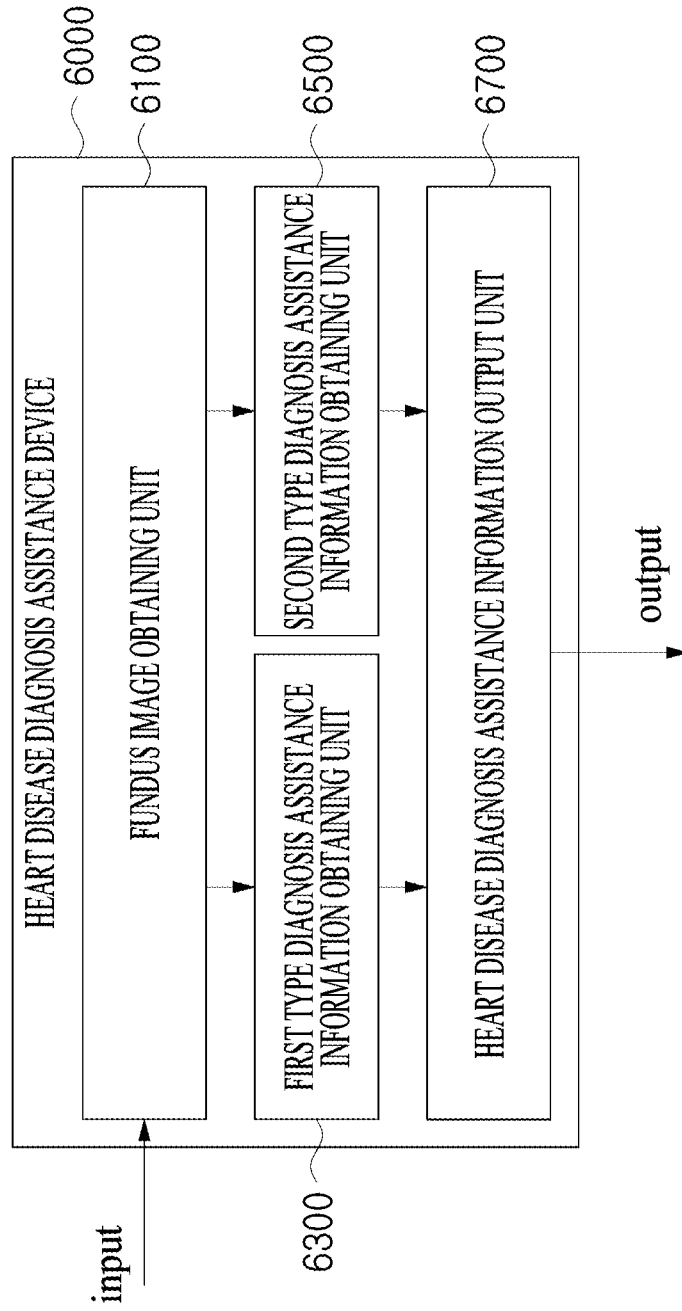 HEART DISEASE DIAGNOSIS ASSISTANCE DEVICE
6000
input
FUNDUS IMAGE OBTAINING UNIT
6100
FIRST TYPE DIAGNOSIS ASSISTANCE
INFORMATION OBTAINING UNIT
6300
SECOND TYPE DIAGNOSIS ASSISTANCE
INFORMATION OBTAINING UNIT
6500
HEART DISEASE DIAGNOSIS ASSISTANCE INFORMATION OUTPUT UNIT
6700
output